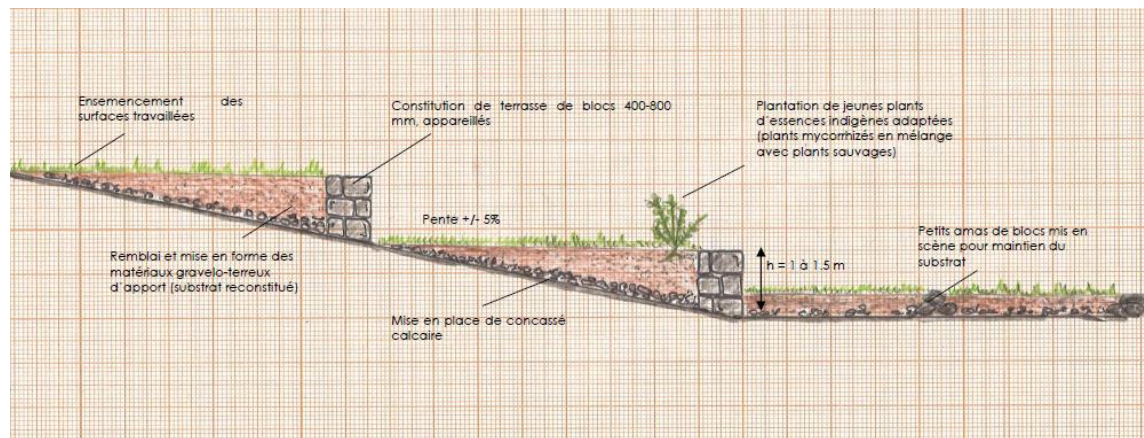 Ensemencement des
surfaces travaillées
Constitution de terrasse de blocs 400-800
mm, appareillés
Plantation de jeunes plants
d'essences indigènes adaptées
(plants mycorrhizés en mélange
avec plants sauvages)
Pente +/- 5%
Petits amas de blocs mis en
scène pour maintien du
substrat
Remblai et mise en forme des
matériaux gravelo-terreux
d'apport (substrat reconstitué)
h = 1 à 1.5 m
Mise en place de concassé
calcaire